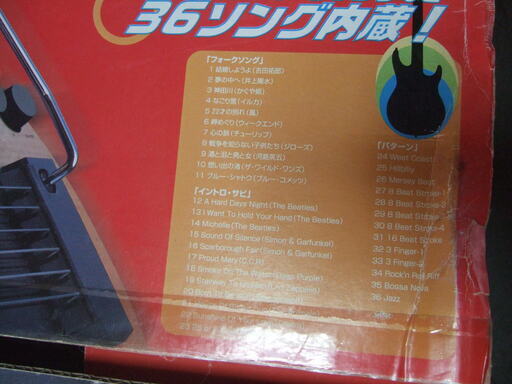 36ソング内蔵!
「フォークソング」
1 結婚しようよ(吉田拓郎)
2 夢の中へ(井上陽水)
3 神田川(かぐや姫)
4 なごり雪(イルカ)
5 22才の別れ(風)
6 岬めぐり(ウィークエンド)
7 心の旅(チューリップ)
8 戦争を知らない子供たち(ジローズ)
9 酒と泪と男と女(河島英五)
10 想い出の渚(ザ・ワイルド・ワンズ)
11 ブルー・シャトウ(ブルー・コメッツ)
「イントロ・サビ」
12 A Hard Days Night (The Beatles)
13 I Want To Hold Your Hand (The Beatles)
14 Michelle (The Beatles)
15 Sound Of Silence (Simon & Garfunkel)
16 Scarborough Fair (Simon & Garfunkel)
17 Proud Mary (C.C.R)
18 Smoke On The Water (Deep Purple)
19 Stairway To (Led Zeppelin)
20
22 Sunshine Of
23
「パターン」
24 West Coast
25 Hillbilly
26 Mersey Beat
27 8 Beat Stroke-1
28 8 Beat Stroke-2
29 8 Beat Stroke-3
30 8 Beat Stroke-4
31 16 Beat Stroke
32 3 Finger-1
33 3 Finger-2
34 Rock'n Roll Riff
35 Bossa Nova
36 Jazz